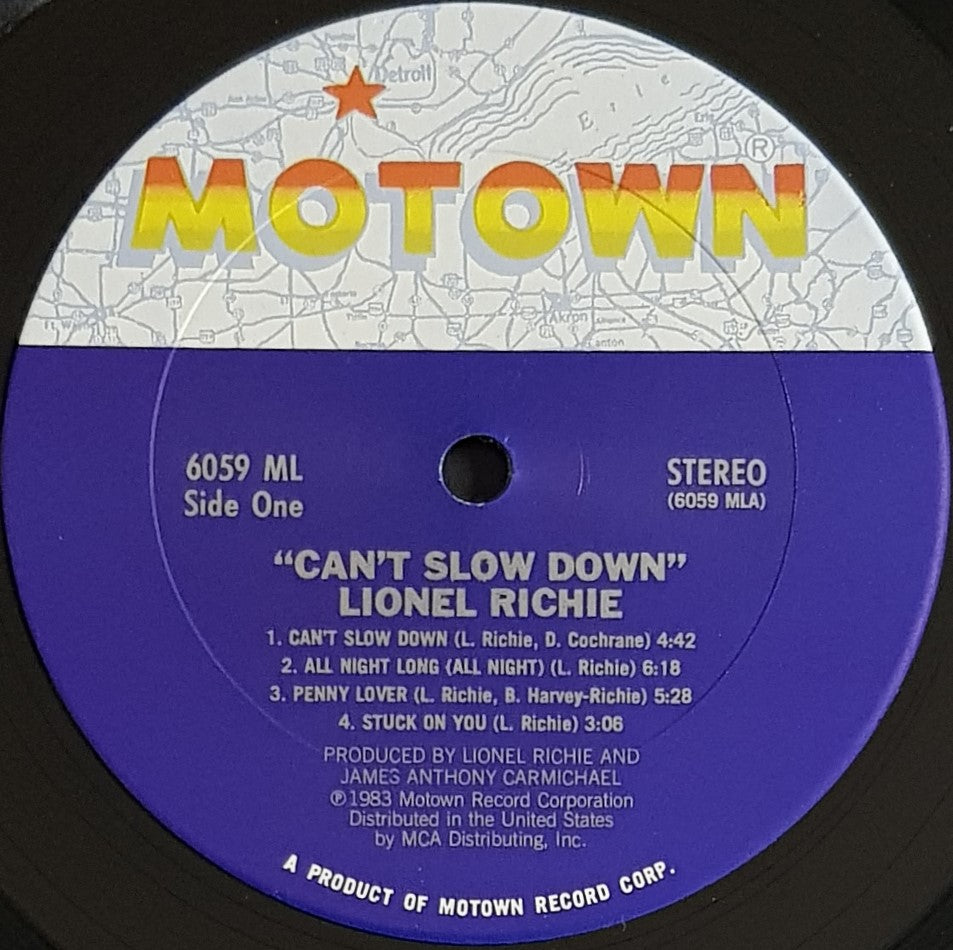 Detroit
Erie
Erie
®
MOTOWN
Akron
Canton
6059 ML
Side One
STEREO
(6059 MLA)
“CAN'T SLOW DOWN”
LIONEL RICHIE
1. CAN'T SLOW DOWN (L. Richie, D. Cochrane) 4:42
2. ALL NIGHT LONG (ALL NIGHT) (L. Richie) 6:18
3. PENNY LOVER (L. Richie, B. Harvey-Richie) 5:28
4. STUCK ON YOU (L. Richie) 3:06
PRODUCED BY LIONEL RICHIE AND
JAMES ANTHONY CARMICHAEL
℗1983 Motown Record Corporation
Distributed in the United States
by MCA Distributing, Inc.
A PRODUCT OF MOTOWN RECORD CORP.